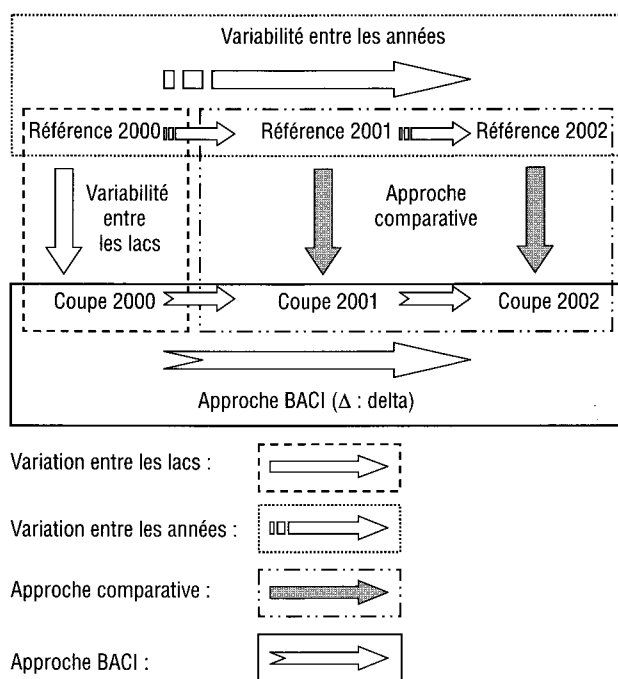 Variabilité entre les années
Référence 2000 Référence 2001 Référence 2002
Variabilité
entre
les lacs
Approche
comparative
Coupe 2000 Coupe 2001 Coupe 2002
Approche BACI (Δ : delta)
Variation entre les lacs :
Variation entre les années :
Approche comparative :
Approche BACI :